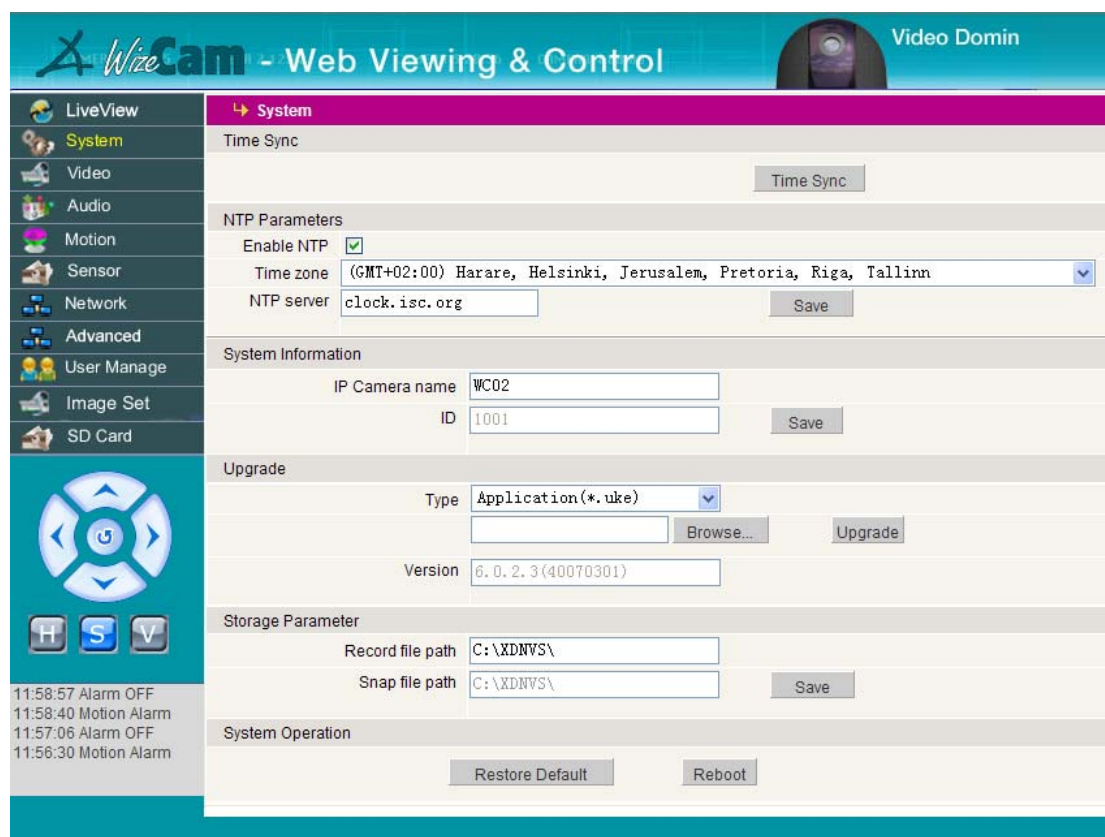 WizeCam - Web Viewing & Control
Video Domin
LiveView
System
Video
Audio
Motion
Sensor
Network
Advanced
User Manage
Image Set
SD Card
H S V
11:58:57 Alarm OFF
11:58:40 Motion Alarm
11:57:06 Alarm OFF
11:56:30 Motion Alarm
System
Time Sync
Time Sync
NTP Parameters
Enable NTP
Time zone (GMT+02:00) Harare, Helsinki, Jerusalem, Pretoria, Riga, Tallinn
NTP server clock.isc.org Save
System Information
IP Camera name WC02
ID 1001 Save
Upgrade
Type Application(*.uke)
Browse... Upgrade
Version 6.0.2.3(40070301)
Storage Parameter
Record file path C:\XDNVS\
Snap file path C:\XDNVS\ Save
System Operation
Restore Default Reboot